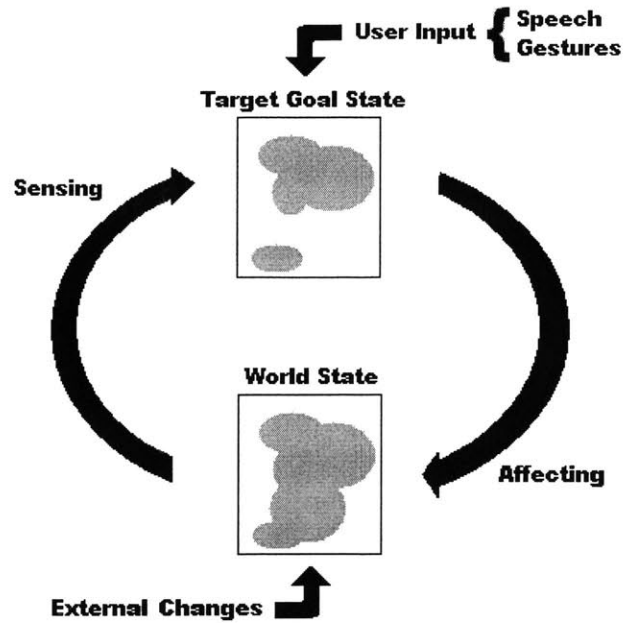 User Input { Speech
Gestures
Target Goal State
Sensing
World State
Affecting
External Changes